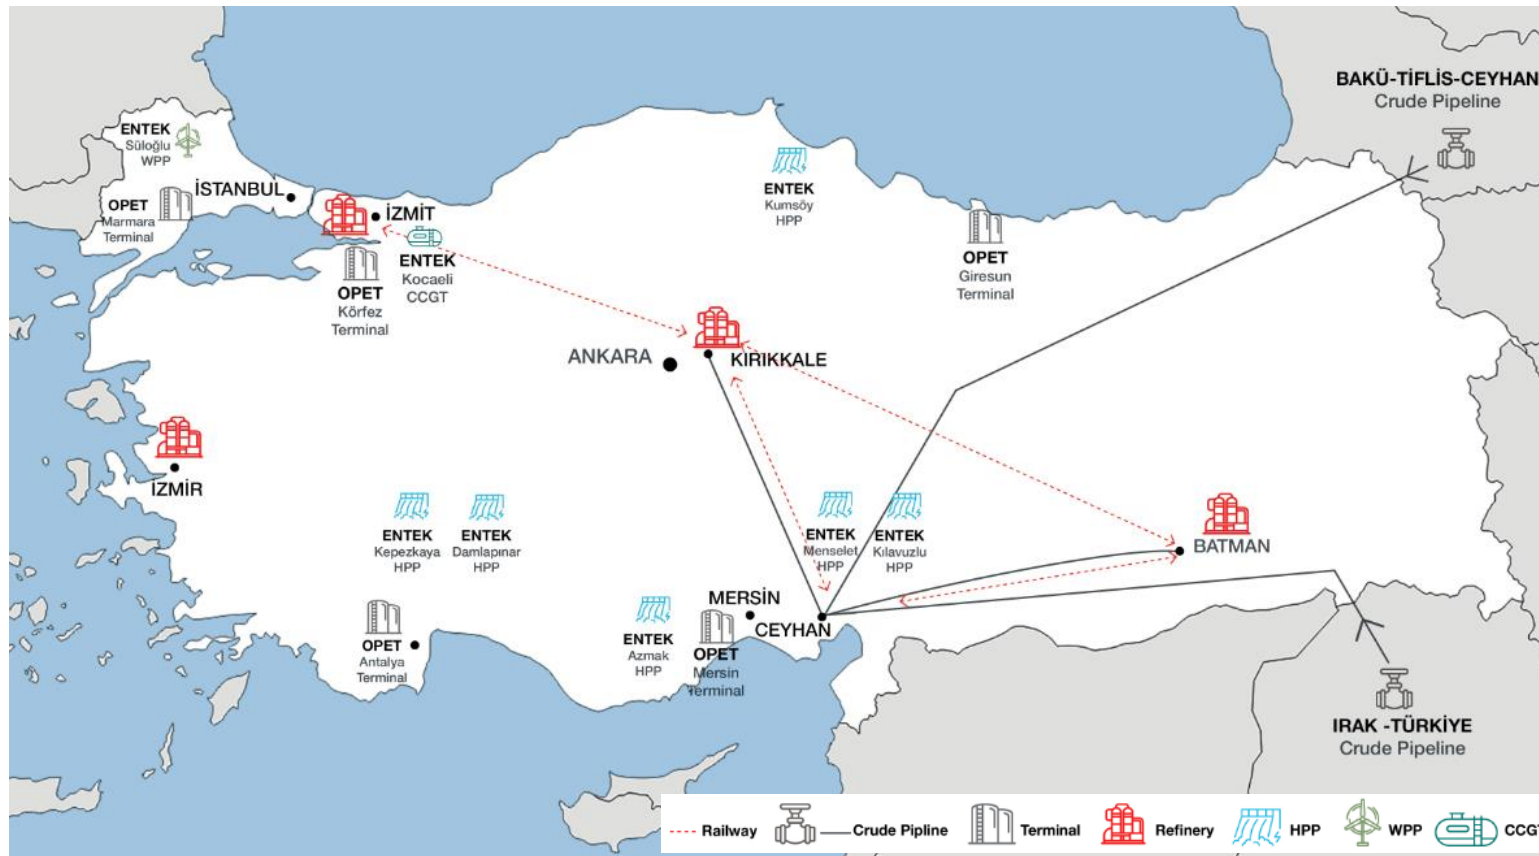 BAKÜ-TİFLİS-CEYHAN
Crude Pipeline
ENTEK
Süloğlu
WPP
İSTANBUL
OPET
Marmara
Terminal
İZMİT
ENTEK
Kocaeli
CCGT
OPET
Körfez
Terminal
ENTEK
Kumsöy
HPP
OPET
Giresun
Terminal
ANKARA
KIRIKKALE
İZMİR
ENTEK
Kepezkaya
HPP
ENTEK
Damlapınar
HPP
ENTEK
Menselet
HPP
ENTEK
Kılavuzlu
HPP
BATMAN
MERSİN
CEYHAN
OPET
Antalya
Terminal
ENTEK
Azmak
HPP
OPET
Mersin
Terminal
IRAK -TÜRKİYE
Crude Pipeline
Railway
Crude Pipline
Terminal
Refinery
HPP
WPP
CCG